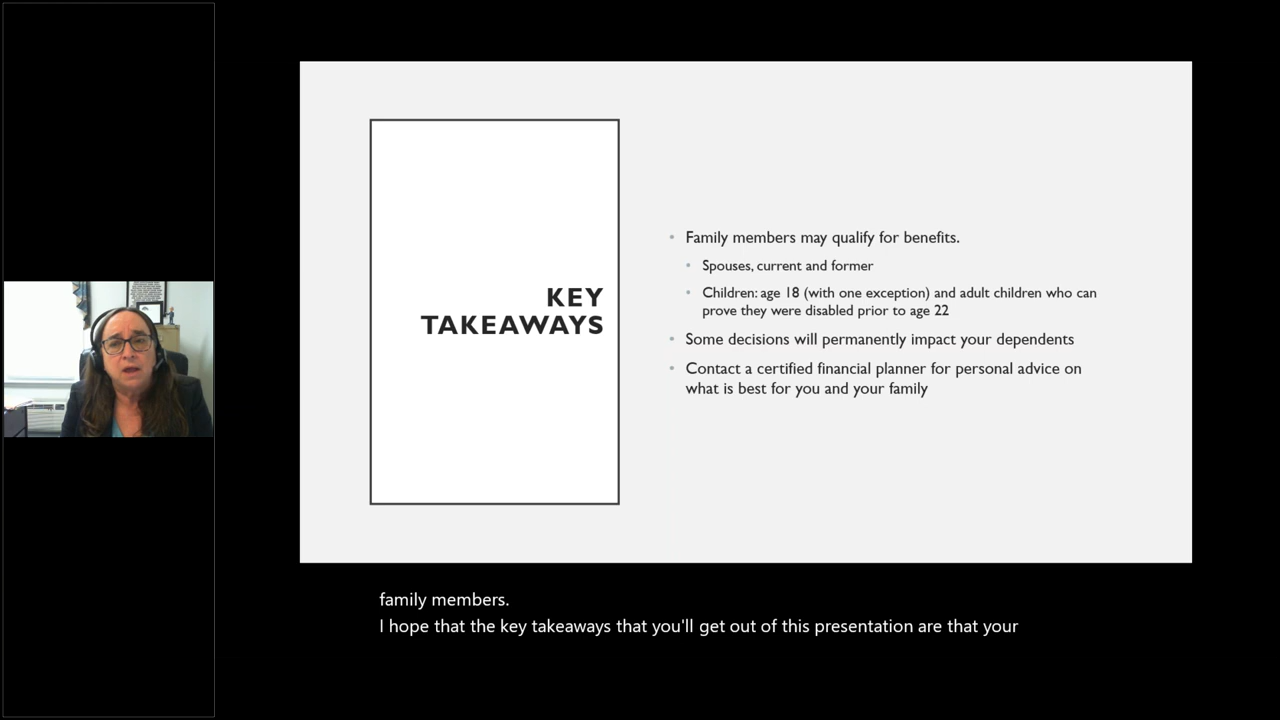 KEY
TAKEAWAYS
• Family members may qualify for benefits.
• Spouses, current and former
• Children: age 18 (with one exception) and adult children who can
prove they were disabled prior to age 22
• Some decisions will permanently impact your dependents
• Contact a certified financial planner for personal advice on
what is best for you and your family
family members.
I hope that the key takeaways that you'll get out of this presentation are that your